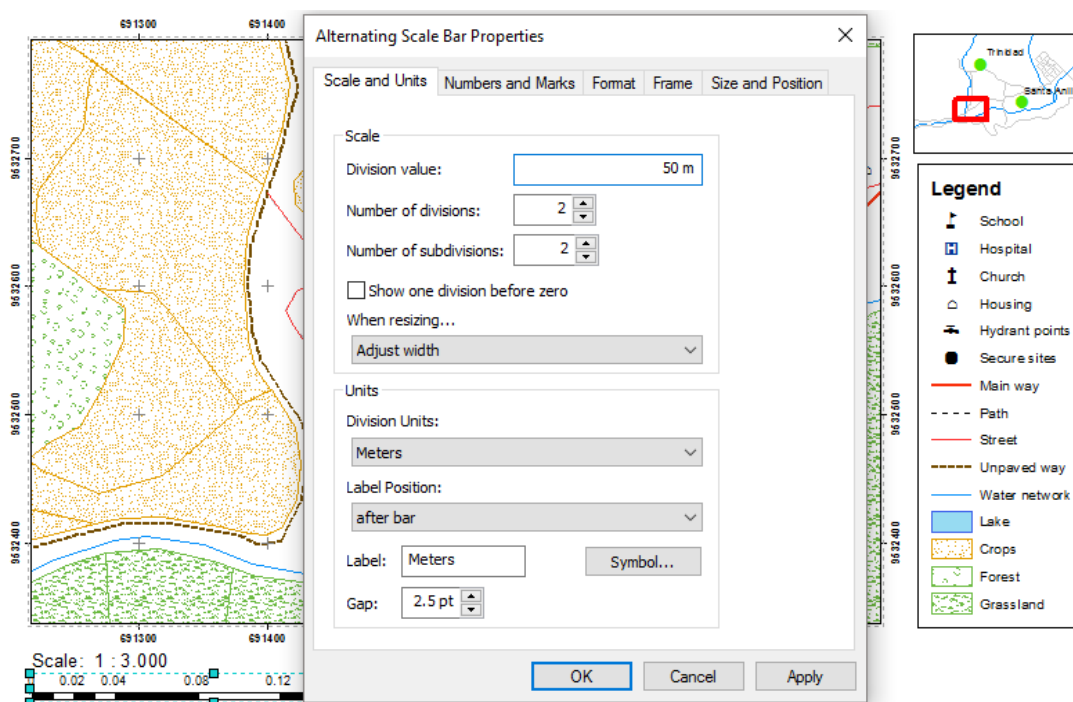 691300 691400
Alternating Scale Bar Properties
Scale and Units Numbers and Marks Format Frame Size and Position
Scale
Division value: 50 m
Number of divisions: 2
Number of subdivisions: 2
Show one division before zero
When resizing...
Adjust width
Units
Division Units:
Meters
Label Position:
after bar
Label: Meters Symbol...
Gap: 2.5 pt
OK Cancel Apply
9632700
9632600
9632600
9632400
9632700
9632600
9632600
9632400
691300 691400
Scale: 1 : 3.000
0.02 0.04 0.08 0.12
Trinidad
Legend
School
H Hospital
Church
Housing
Hydrant points
Secure sites
Main way
Path
Street
Unpaved way
Water network
Lake
Crops
Forest
Grassland